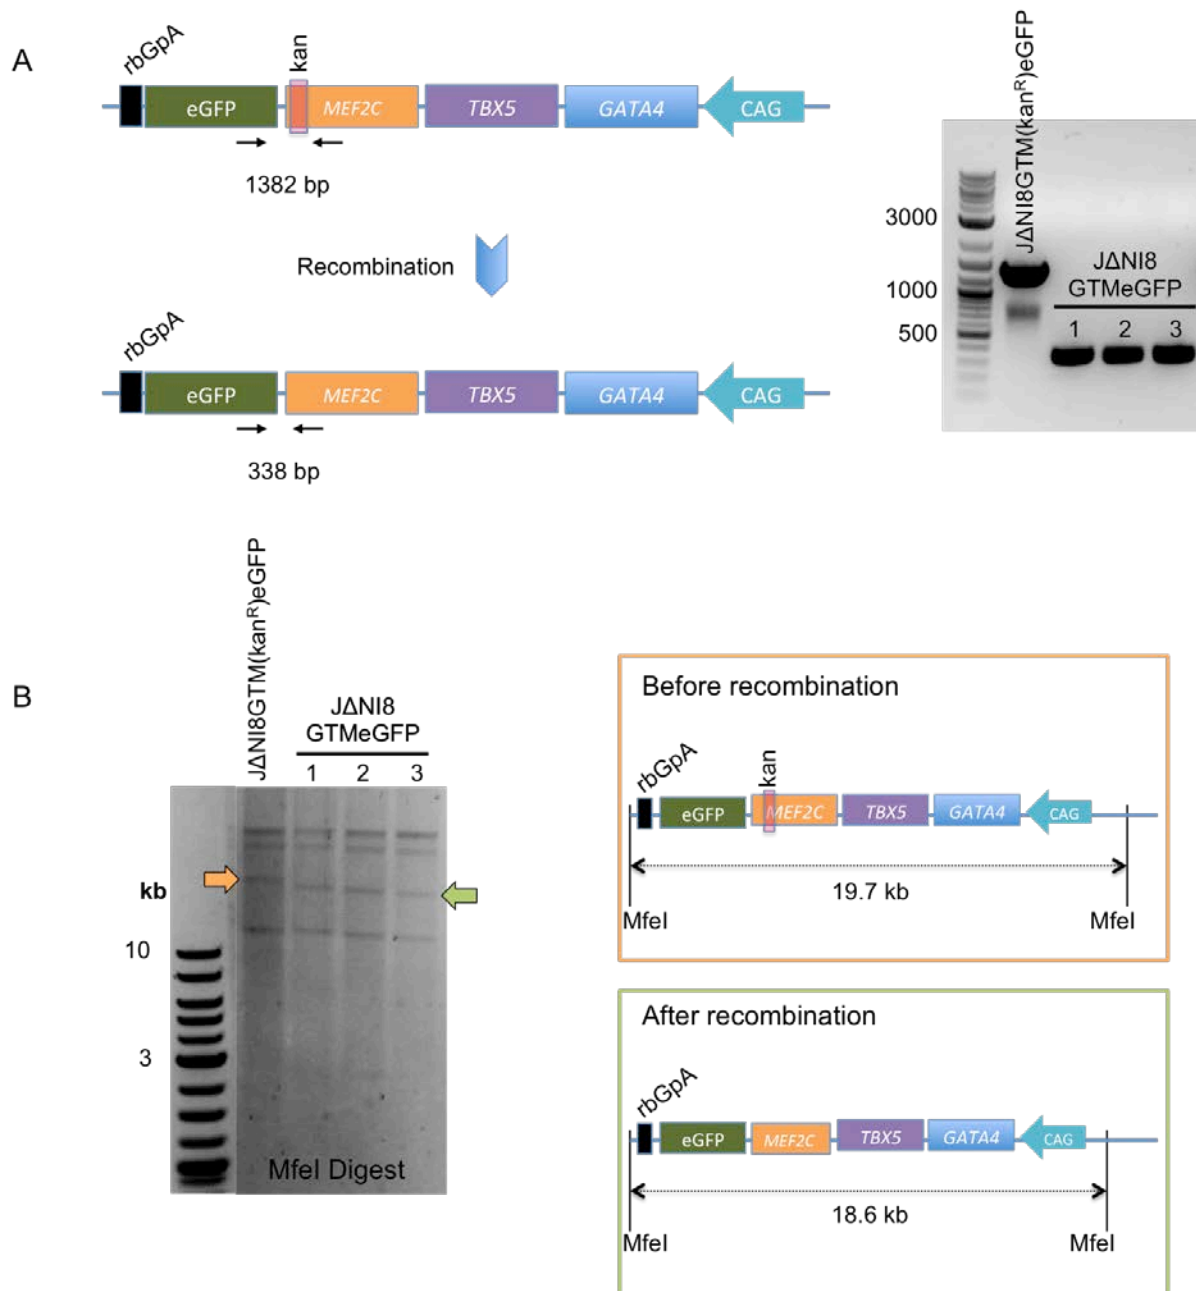 A
rbGpA
kan
eGFP
MEF2C
TBX5
GATA4
CAG
1382 bp
Recombination
rbGpA
eGFP
MEF2C
TBX5
GATA4
CAG
338 bp
JΔNI8GTM(kanᴿ)eGFP
JΔNI8
GTMeGFP
1 2 3
3000
1000
500
B
JΔNI8GTM(kanᴿ)eGFP
JΔNI8
GTMeGFP
1 2 3
kb
10
3
MfeI Digest
Before recombination
rbGpA
kan
eGFP
MEF2C
TBX5
GATA4
CAG
19.7 kb
MfeI
MfeI
After recombination
rbGpA
eGFP
MEF2C
TBX5
GATA4
CAG
18.6 kb
MfeI
MfeI